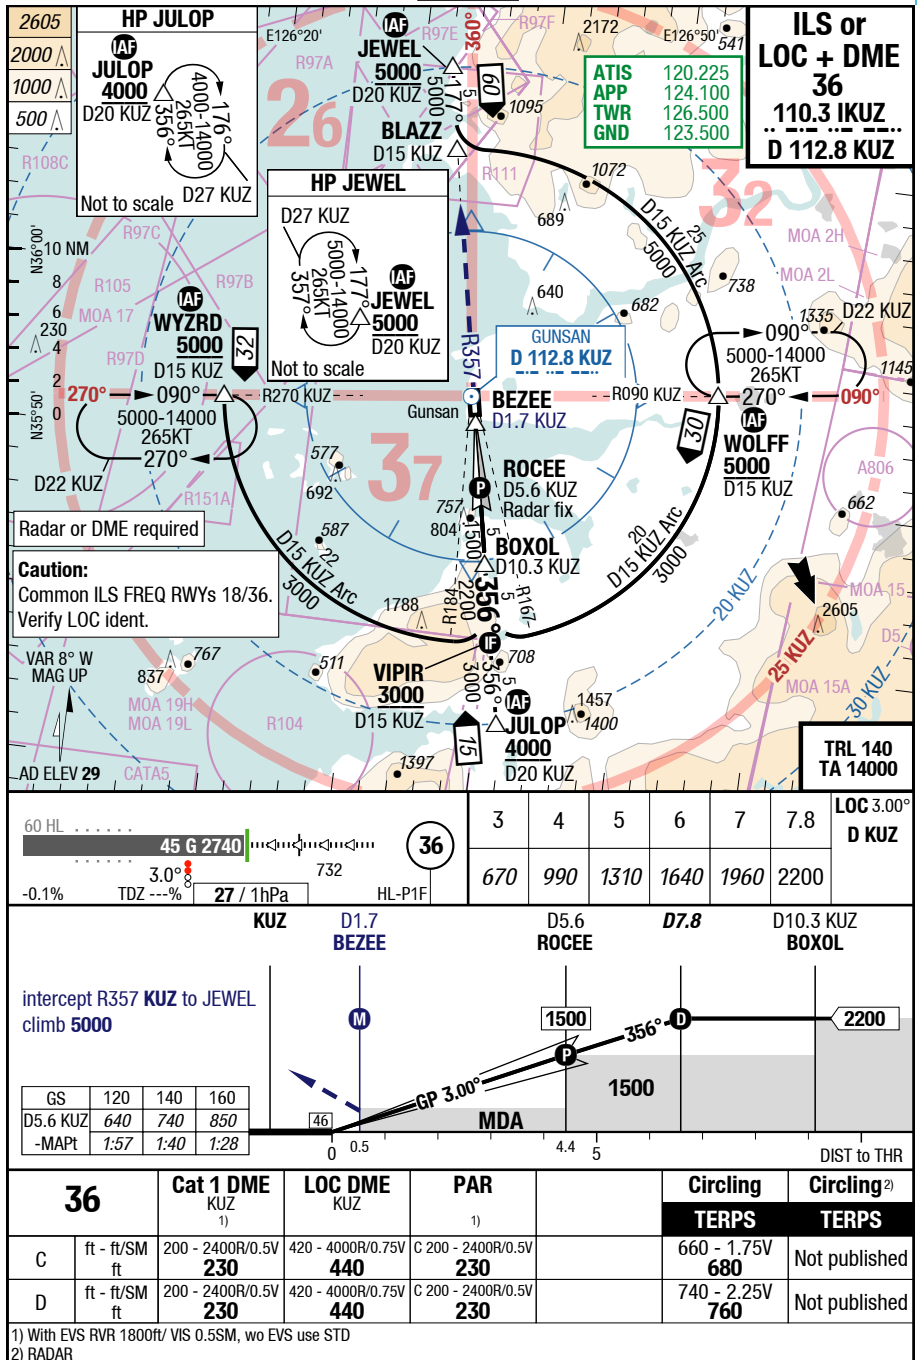 2605
2000
1000
500
HP JULOP
IAF
JULOP
4000
D20 KUZ
4000-14000
265KT
256°
176°
D27 KUZ
Not to scale
E126°20'
IAF
JEWEL
5000
D20 KUZ
R97E
R97F
R97A
360°
60
5
5000
177°
2172
E126°50'
541
1095
ATIS 120.225
APP 124.100
TWR 126.500
GND 123.500
ILS or
LOC + DME
36
110.3 IKUZ
D 112.8 KUZ
26
BLAZZ
D15 KUZ
R111
R108C
1072
32
689
25
D15 KUZ Arc
5000
MOA 2H
MOA 2L
HP JEWEL
D27 KUZ
5000-14000
265KT
357°
177°
IAF
JEWEL
5000
D20 KUZ
Not to scale
N36°00'
10 NM
8
6
4
2
0
N35°50'
R97C
R105
R97B
MOA 17
R97D
230
IAF
WYZRD
5000
D15 KUZ
32
640
682
738
1335
D22 KUZ
1145
R357
GUNSAN
D 112.8 KUZ
090°
5000-14000
265KT
270°
090°
270°
090°
5000-14000
265KT
270°
D22 KUZ
R270 KUZ
Gunsan
BEZEE
D1.7 KUZ
R090 KUZ
IAF
WOLFF
5000
D15 KUZ
30
37
577
692
R151A
ROCEE
D5.6 KUZ
Radar fix
P
757
804
5
1500
A806
662
Radar or DME required
587
22
D15 KUZ Arc
3000
BOXOL
D10.3 KUZ
20
D15 KUZ Arc
3000
Caution:
Common ILS FREQ RWYs 18/36.
Verify LOC ident.
R184
2200
356°
5
R167
1788
20 KUZ
MOA 15
2605
D5
VAR 8° W
MAG UP
767
837
511
VIPIR
3000
D15 KUZ
IF
708
25 KUZ
MOA 15A
30 KUZ
MOA 19H
MOA 19L
R104
3000
356°
5
15
IAF
JULOP
4000
D20 KUZ
1457
1400
AD ELEV 29
CATA5
1397
TRL 140
TA 14000
60 HL
45 G 2740
36
3.0°
732
-0.1%
TDZ ---%
27 / 1hPa
HL-P1F
3 4 5 6 7 7.8 LOC 3.00°
D KUZ
670 990 1310 1640 1960 2200
KUZ
D1.7
BEZEE
D5.6
ROCEE
D7.8
D10.3 KUZ
BOXOL
intercept R357 KUZ to JEWEL
climb 5000
M
1500
356°
D
2200
P
GP 3.00°
1500
MDA
46
GS 120 140 160
D5.6 KUZ 640 740 850
-MAPt 1:57 1:40 1:28
0 0.5 4.4 5 DIST to THR
36
Cat 1 DME
KUZ
1)
LOC DME
KUZ
PAR
1)
Circling
TERPS
Circling 2)
TERPS
C ft - ft/SM 200 - 2400R/0.5V 420 - 4000R/0.75V C 200 - 2400R/0.5V 660 - 1.75V Not published
ft 230 440 230 680
D ft - ft/SM 200 - 2400R/0.5V 420 - 4000R/0.75V C 200 - 2400R/0.5V 740 - 2.25V Not published
ft 230 440 230 760
1) With EVS RVR 1800ft/ VIS 0.5SM, wo EVS use STD
2) RADAR